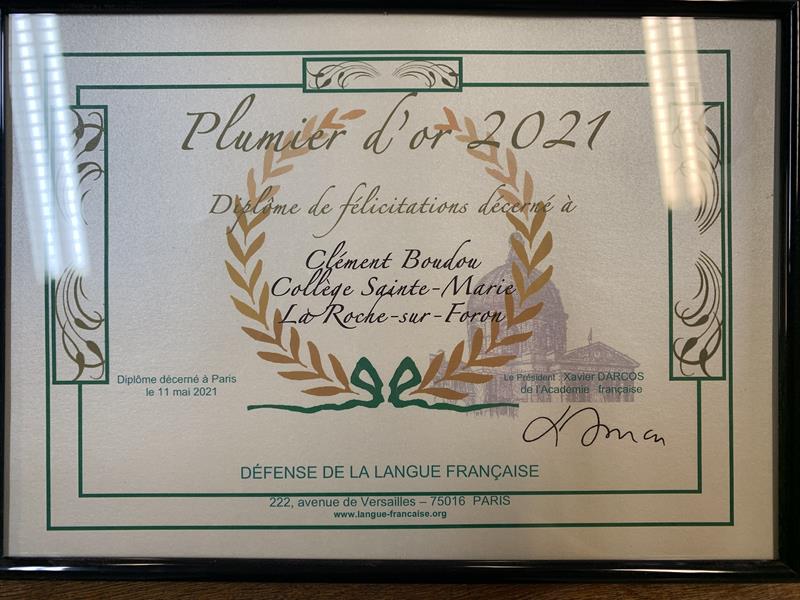 Plumier d'or 2021
Diplôme de félicitations décerné à
Clément Boudou
Collège Sainte-Marie
La Roche-sur-Foron
Diplôme décerné à Paris
le 11 mai 2021
Le Président : Xavier DARCOS
de l'Académie française
DÉFENSE DE LA LANGUE FRANÇAISE
222, avenue de Versailles – 75016 PARIS
www.langue-francaise.org